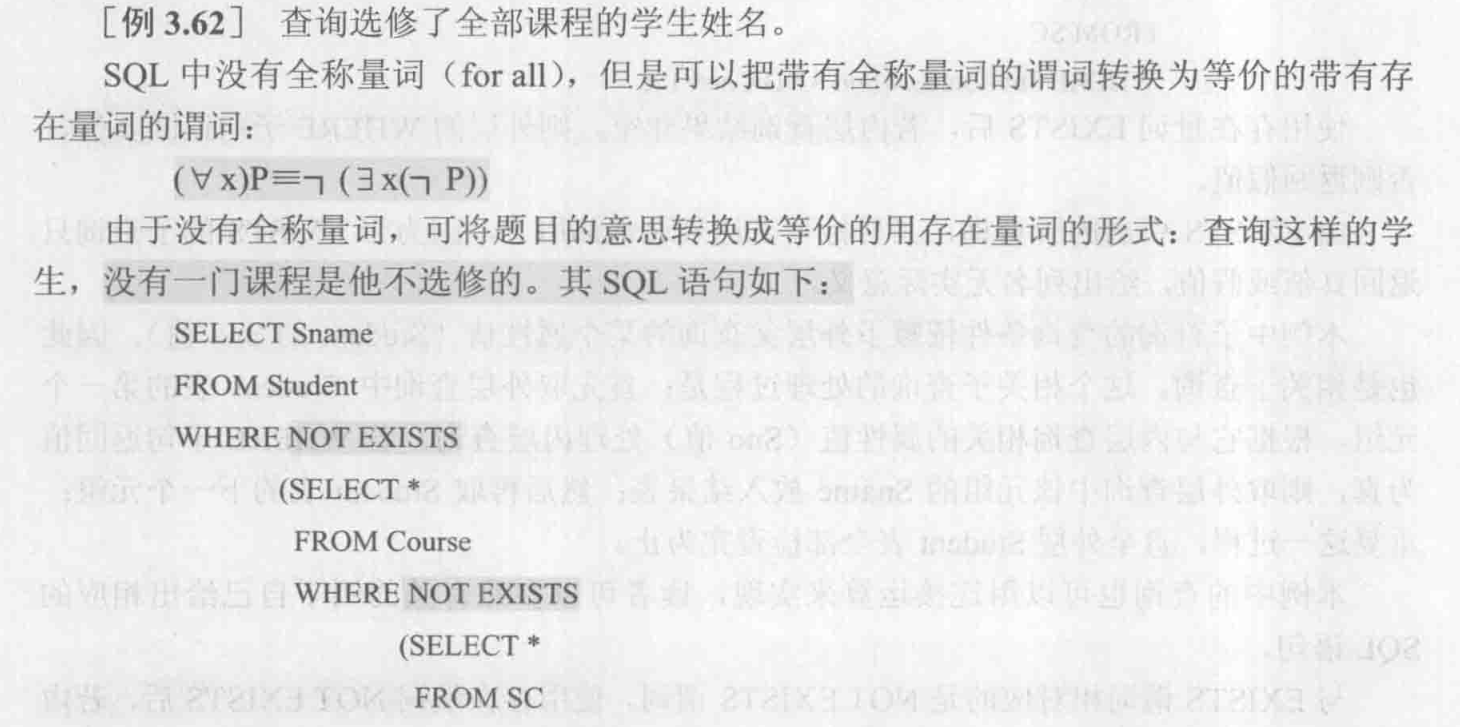 ［例 3.62］ 查询选修了全部课程的学生姓名。
SQL 中没有全称量词（for all），但是可以把带有全称量词的谓词转换为等价的带有存
在量词的谓词：
(∀x)P≡¬ (∃x(¬ P))
由于没有全称量词，可将题目的意思转换成等价的用存在量词的形式：查询这样的学
生，没有一门课程是他不选修的。其 SQL 语句如下：
SELECT Sname
FROM Student
WHERE NOT EXISTS
(SELECT *
FROM Course
WHERE NOT EXISTS
(SELECT *
FROM SC